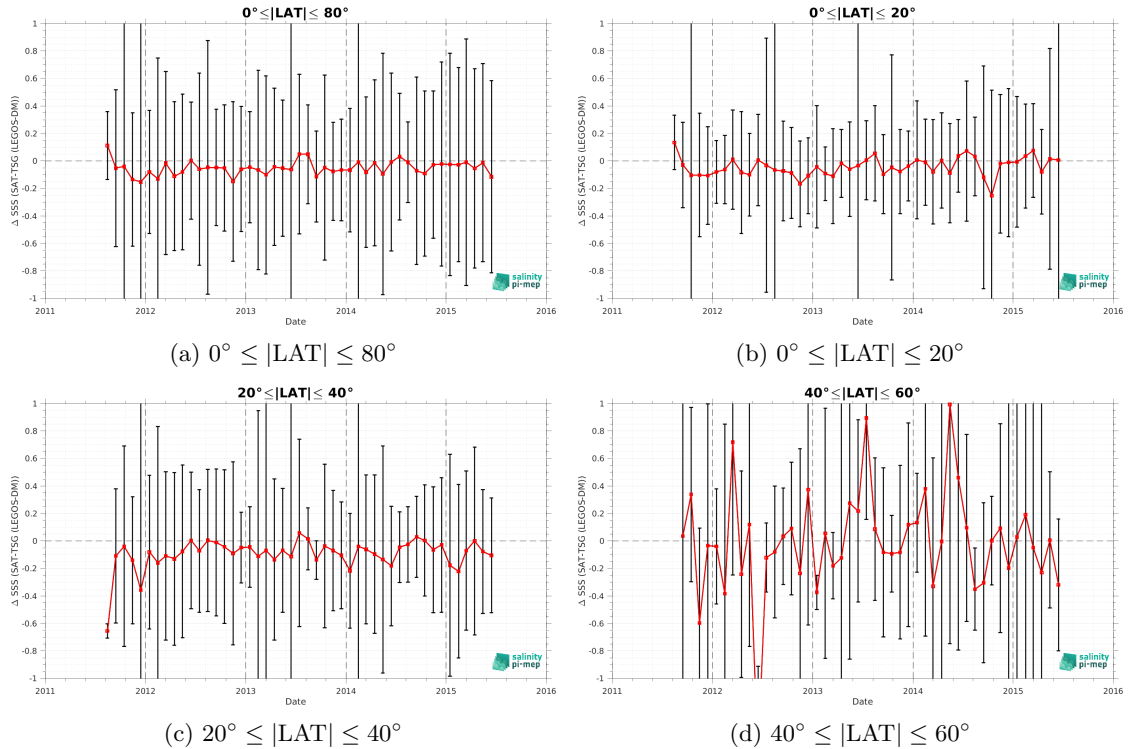 0°≤|LAT|≤ 80°
Δ SSS (SAT-TSG (LEGOS-DM))
1
0.8
0.6
0.4
0.2
0
-0.2
-0.4
-0.6
-0.8
-1
2011 2012 2013 2014 2015 2016
Date
salinity
pi-mep
(a) 0° ≤ |LAT| ≤ 80°
0°≤|LAT|≤ 20°
Δ SSS (SAT-TSG (LEGOS-DM))
1
0.8
0.6
0.4
0.2
0
-0.2
-0.4
-0.6
-0.8
-1
2011 2012 2013 2014 2015 2016
Date
salinity
pi-mep
(b) 0° ≤ |LAT| ≤ 20°
20°≤|LAT|≤ 40°
Δ SSS (SAT-TSG (LEGOS-DM))
1
0.8
0.6
0.4
0.2
0
-0.2
-0.4
-0.6
-0.8
-1
2011 2012 2013 2014 2015 2016
Date
salinity
pi-mep
(c) 20° ≤ |LAT| ≤ 40°
40°≤|LAT|≤ 60°
Δ SSS (SAT-TSG (LEGOS-DM))
1
0.8
0.6
0.4
0.2
0
-0.2
-0.4
-0.6
-0.8
-1
2011 2012 2013 2014 2015 2016
Date
salinity
pi-mep
(d) 40° ≤ |LAT| ≤ 60°